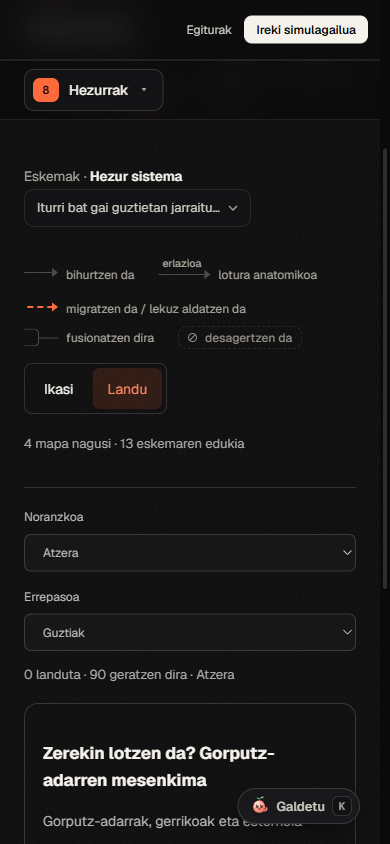 Egiturak
Ireki simulagailua
8 Hezurrak
Eskemak · Hezur sistema
Iturri bat gai guztietan jarraitu...
bihurtzen da
erlazioa
lotura anatomikoa
migratzen da / lekuz aldatzen da
fusionatzen dira
desagertzen da
Ikasi
Landu
4 mapa nagusi · 13 eskemaren edukia
Noranzkoa
Atzera
Errepasoa
Guztiak
0 landuta · 90 geratzen dira · Atzera
Zerekin lotzen da? Gorputz-
adarren mesenkima
Galdetu K
Gorputz-adarrak, gerrikoak eta